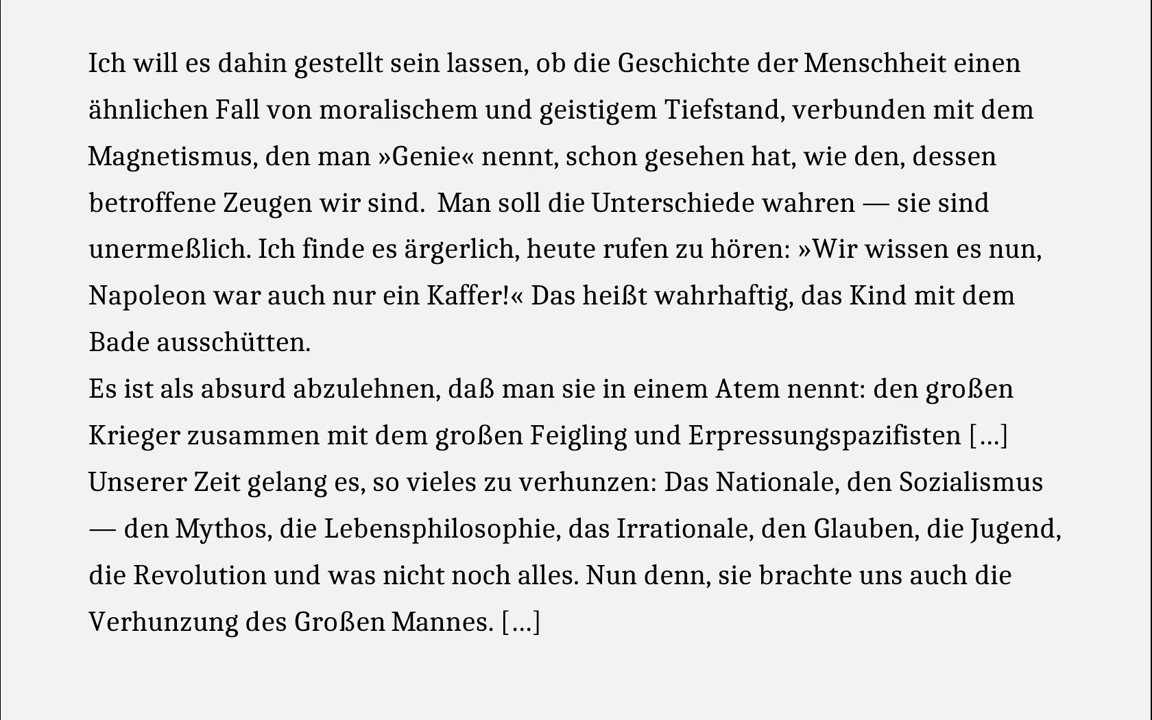 Ich will es dahin gestellt sein lassen, ob die Geschichte der Menschheit einen
ähnlichen Fall von moralischem und geistigem Tiefstand, verbunden mit dem
Magnetismus, den man »Genie« nennt, schon gesehen hat, wie den, dessen
betroffene Zeugen wir sind.  Man soll die Unterschiede wahren — sie sind
unermeßlich. Ich finde es ärgerlich, heute rufen zu hören: »Wir wissen es nun,
Napoleon war auch nur ein Kaffer!« Das heißt wahrhaftig, das Kind mit dem
Bade ausschütten.
Es ist als absurd abzulehnen, daß man sie in einem Atem nennt: den großen
Krieger zusammen mit dem großen Feigling und Erpressungspazifisten [...]
Unserer Zeit gelang es, so vieles zu verhunzen: Das Nationale, den Sozialismus
— den Mythos, die Lebensphilosophie, das Irrationale, den Glauben, die Jugend,
die Revolution und was nicht noch alles. Nun denn, sie brachte uns auch die
Verhunzung des Großen Mannes. [...]